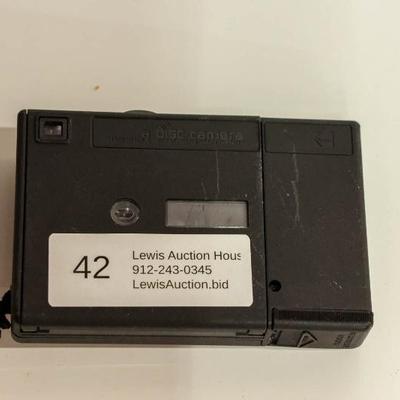 a DISC camera
42
Lewis Auction Hous
912-243-0345
LewisAuction.bid